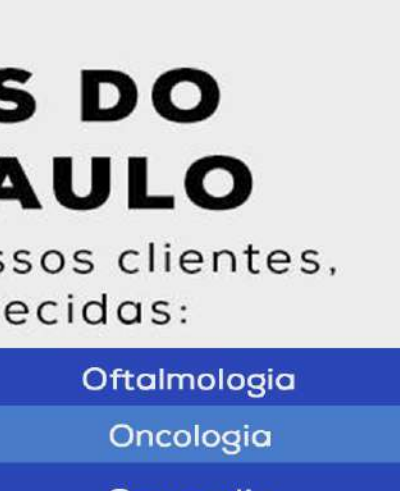 S DO
AULO
ssos clientes,
ecidas:
Oftalmologia
Oncologia